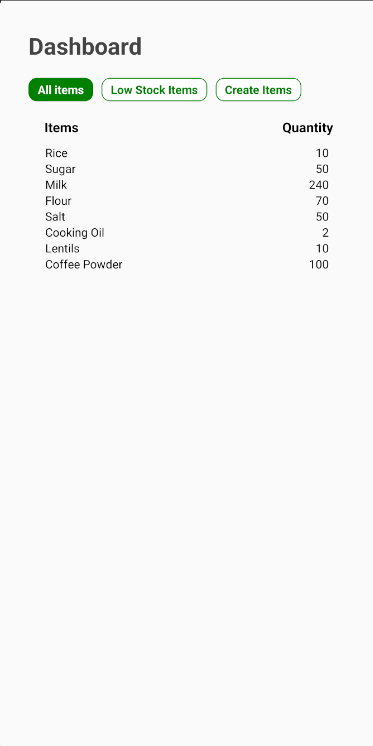 Dashboard
All items Low Stock Items Create Items
Items Quantity
Rice 10
Sugar 50
Milk 240
Flour 70
Salt 50
Cooking Oil 2
Lentils 10
Coffee Powder 100